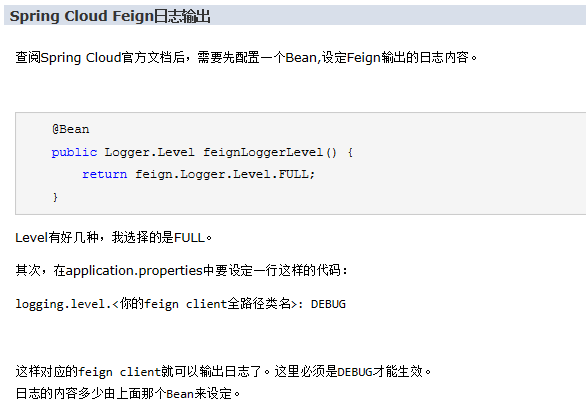 Spring Cloud Feign日志输出
查阅Spring Cloud官方文档后，需要先配置一个Bean,设定Feign输出的日志内容。
@Bean
public Logger.Level feignLoggerLevel() {
    return feign.Logger.Level.FULL;
}
Level有好几种，我选择的是FULL。
其次，在application.properties中要设定一行这样的代码：
logging.level.<你的feign client全路径类名>: DEBUG
这样对应的feign client就可以输出日志了。这里必须是DEBUG才能生效。
日志的内容多少由上面那个Bean来设定。